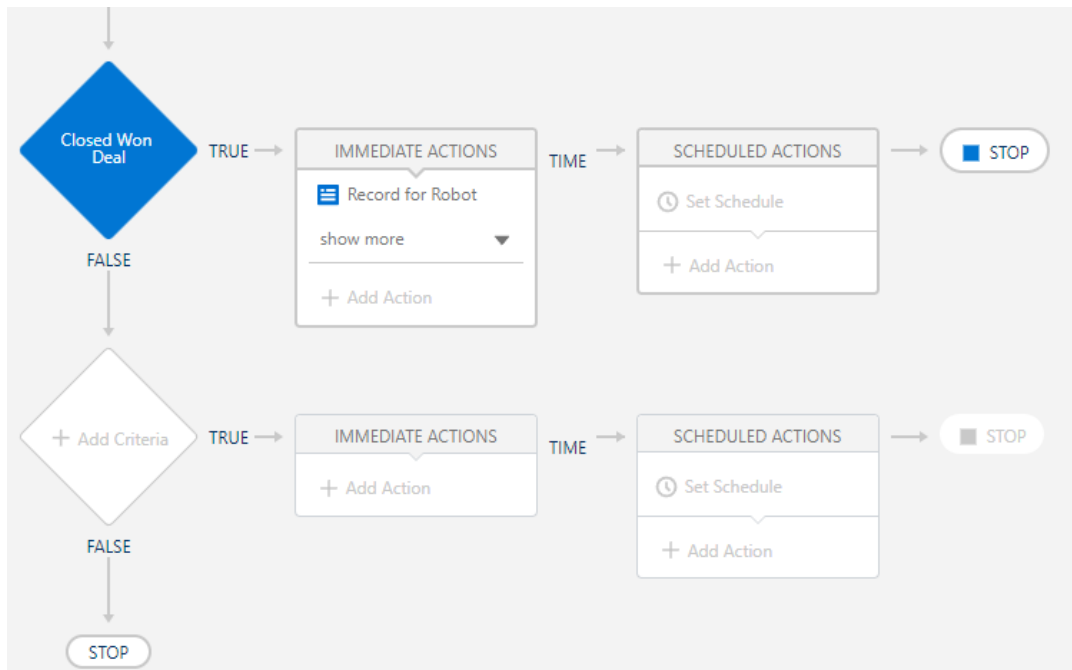 Closed Won
Deal
TRUE
IMMEDIATE ACTIONS
Record for Robot
show more
+ Add Action
TIME
SCHEDULED ACTIONS
Set Schedule
+ Add Action
STOP
FALSE
+ Add Criteria
TRUE
IMMEDIATE ACTIONS
+ Add Action
TIME
SCHEDULED ACTIONS
Set Schedule
+ Add Action
STOP
FALSE
STOP